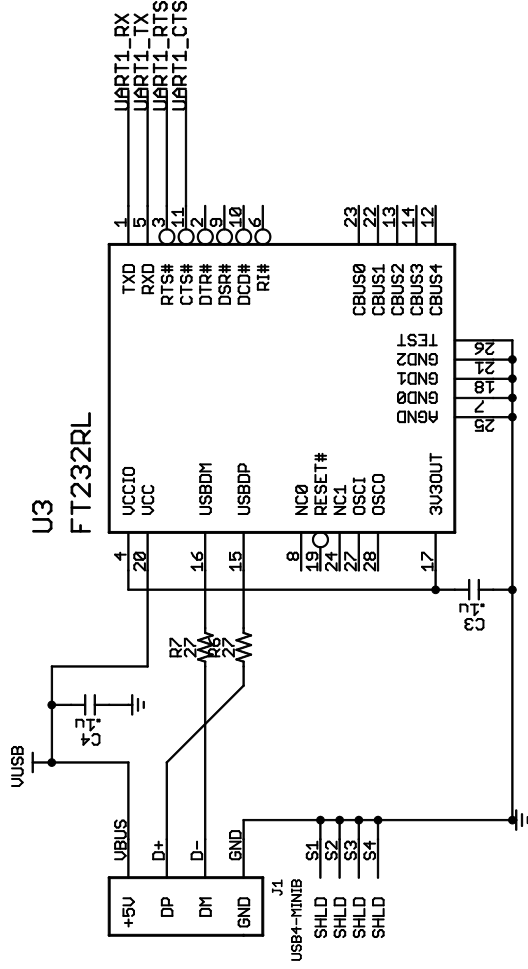 UART1_RX
UART1_TX
UART1_RTS
UART1_CTS
1
5
3
11
2
9
10
6
23
22
13
14
12
TXD
RXD
RTS#
CTS#
DTR#
DSR#
DCD#
RI#
CBUS0
CBUS1
CBUS2
CBUS3
CBUS4
TEST
GND2
GND1
GND0
AGND
26
21
18
7
25
U3
FT232RL
VCCIO
VCC
USBDM
USBDP
NC0
RESET#
NC1
OSCI
OSCO
3V3OUT
4
20
16
15
8
19
24
27
28
17
R7
27
R6
27
C3
.1u
C4
.1u
VUSB
VBUS
D+
D-
GND
+5V
DP
DM
GND
J1
USB4-MINIB
S1
S2
S3
S4
SHLD
SHLD
SHLD
SHLD